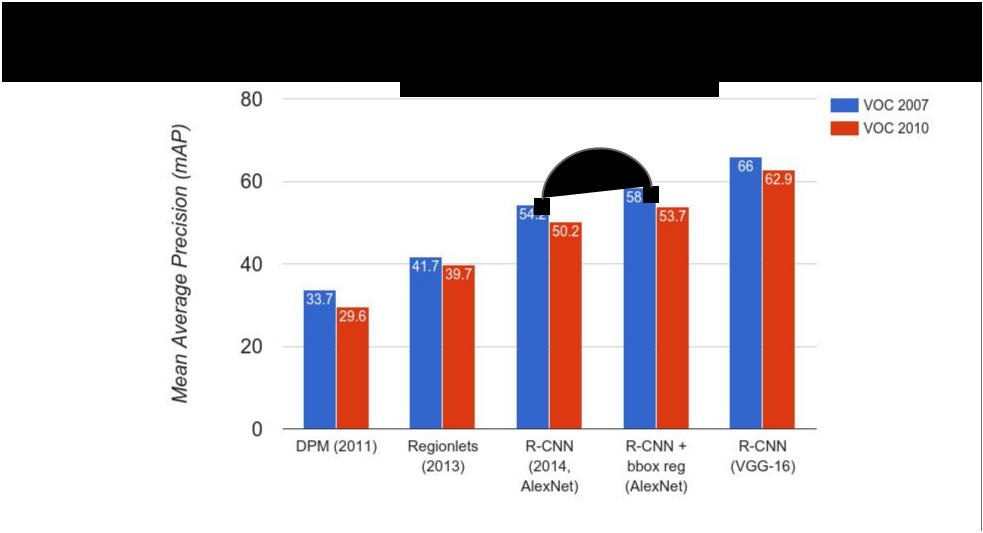 80
VOC 2007
VOC 2010
Mean Average Precision (mAP)
60
40
20
0
33.7
29.6
41.7
39.7
54.2
50.2
58
53.7
66
62.9
DPM (2011)
Regionlets
(2013)
R-CNN
(2014,
AlexNet)
R-CNN +
bbox reg
(AlexNet)
R-CNN
(VGG-16)